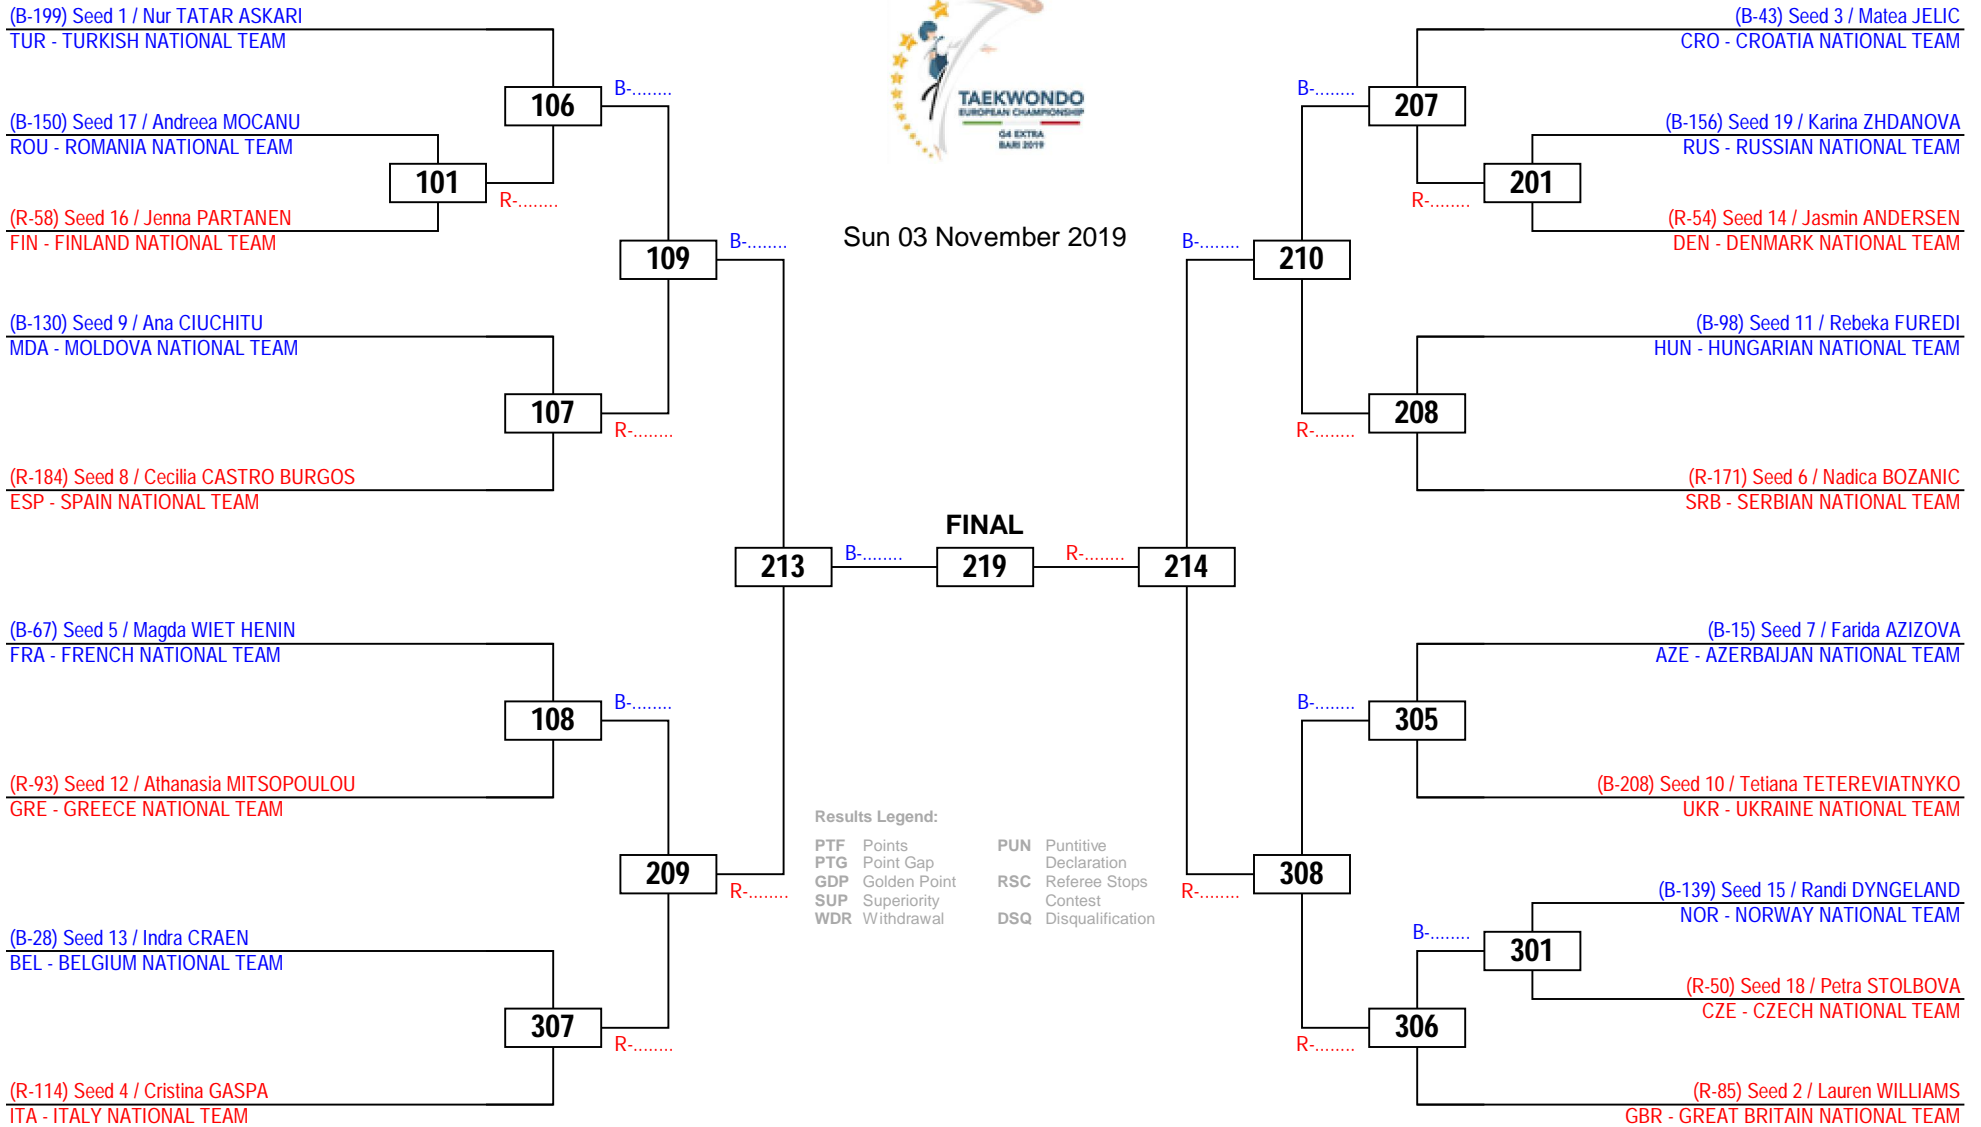 (B-199) Seed 1 / Nur TATAR ASKARI
TUR - TURKISH NATIONAL TEAM
(B-150) Seed 17 / Andreea MOCANU
ROU - ROMANIA NATIONAL TEAM
(R-58) Seed 16 / Jenna PARTANEN
FIN - FINLAND NATIONAL TEAM
(B-130) Seed 9 / Ana CIUCHITU
MDA - MOLDOVA NATIONAL TEAM
(R-184) Seed 8 / Cecilia CASTRO BURGOS
ESP - SPAIN NATIONAL TEAM
(B-67) Seed 5 / Magda WIET HENIN
FRA - FRENCH NATIONAL TEAM
(R-93) Seed 12 / Athanasia MITSOPOULOU
GRE - GREECE NATIONAL TEAM
(B-28) Seed 13 / Indra CRAEN
BEL - BELGIUM NATIONAL TEAM
(R-114) Seed 4 / Cristina GASPA
ITA - ITALY NATIONAL TEAM
101
R-........
106
B-........
107
R-........
108
B-........
307
R-........
109
B-........
209
R-........
213
B-........
TAEKWONDO
EUROPEAN CHAMPIONSHIP
G4 EXTRA
BARI 2019
Sun 03 November 2019
FINAL
219
R-........
214
Results Legend:
PTF Points
PTG Point Gap
GDP Golden Point
SUP Superiority
WDR Withdrawal
PUN Puntitive
Declaration
RSC Referee Stops
Contest
DSQ Disqualification
B-........
210
R-........
308
B-........
207
R-........
208
B-........
305
R-........
306
R-........
201
B-........
301
(B-43) Seed 3 / Matea JELIC
CRO - CROATIA NATIONAL TEAM
(B-156) Seed 19 / Karina ZHDANOVA
RUS - RUSSIAN NATIONAL TEAM
(R-54) Seed 14 / Jasmin ANDERSEN
DEN - DENMARK NATIONAL TEAM
(B-98) Seed 11 / Rebeka FUREDI
HUN - HUNGARIAN NATIONAL TEAM
(R-171) Seed 6 / Nadica BOZANIC
SRB - SERBIAN NATIONAL TEAM
(B-15) Seed 7 / Farida AZIZOVA
AZE - AZERBAIJAN NATIONAL TEAM
(B-208) Seed 10 / Tetiana TETEREVIATNYKO
UKR - UKRAINE NATIONAL TEAM
(B-139) Seed 15 / Randi DYNGELAND
NOR - NORWAY NATIONAL TEAM
(R-50) Seed 18 / Petra STOLBOVA
CZE - CZECH NATIONAL TEAM
(R-85) Seed 2 / Lauren WILLIAMS
GBR - GREAT BRITAIN NATIONAL TEAM